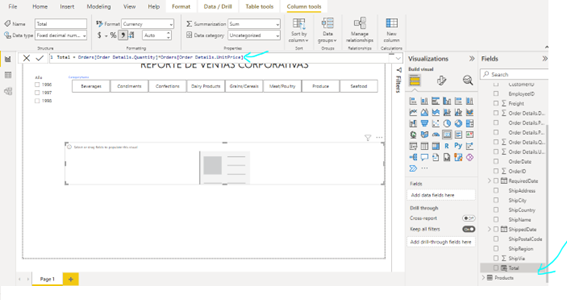 File Home Insert Modeling View Help Format Data / Drill Table tools Column tools
Name Total
Data type Fixed decimal num...
Format Currency
$ % Auto
Summarization Sum
Data category Uncategorized
Sort by column
Data groups
Manage relationships
New column
Structure Formatting Properties Sort Groups Relationships Calculations
1 Total = Orders[Order Details.Quantity]*Orders[Order Details.UnitPrice]
REPORTE DE VENTAS CORPORATIVAS
Año
1996
1997
1998
Beverages Condiments Confections Dairy Products Grains/Cereals Meat/Poultry Produce Seafood
Select or drag fields to populate this visual
Filters
Visualizations
Build visual
Fields
Add data fields here
Drill through
Cross-report
Keep all filters
Add drill-through fields here
Fields
Search
CustomerID
EmployeeID
Freight
Order Details.D...
Order Details.P...
Order Details.Q...
Order Details.U...
OrderDate
OrderID
RequiredDate
ShipAddress
ShipCity
ShipCountry
ShipName
ShippedDate
ShipPostalCode
ShipRegion
ShipVia
Total
Products
Page 1